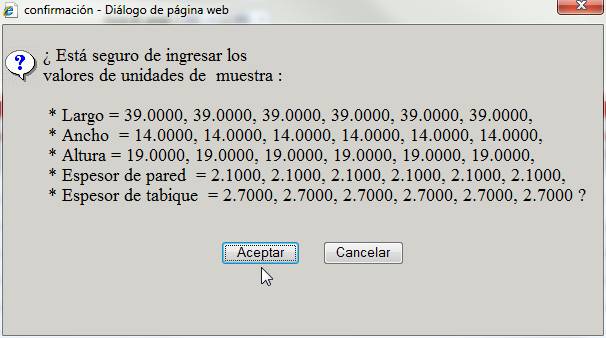 confirmación - Diálogo de página web
¿ Está seguro de ingresar los
valores de unidades de muestra :
* Largo = 39.0000, 39.0000, 39.0000, 39.0000, 39.0000, 39.0000,
* Ancho = 14.0000, 14.0000, 14.0000, 14.0000, 14.0000, 14.0000,
* Altura = 19.0000, 19.0000, 19.0000, 19.0000, 19.0000, 19.0000,
* Espesor de pared = 2.1000, 2.1000, 2.1000, 2.1000, 2.1000, 2.1000,
* Espesor de tabique = 2.7000, 2.7000, 2.7000, 2.7000, 2.7000, 2.7000 ?
Aceptar Cancelar